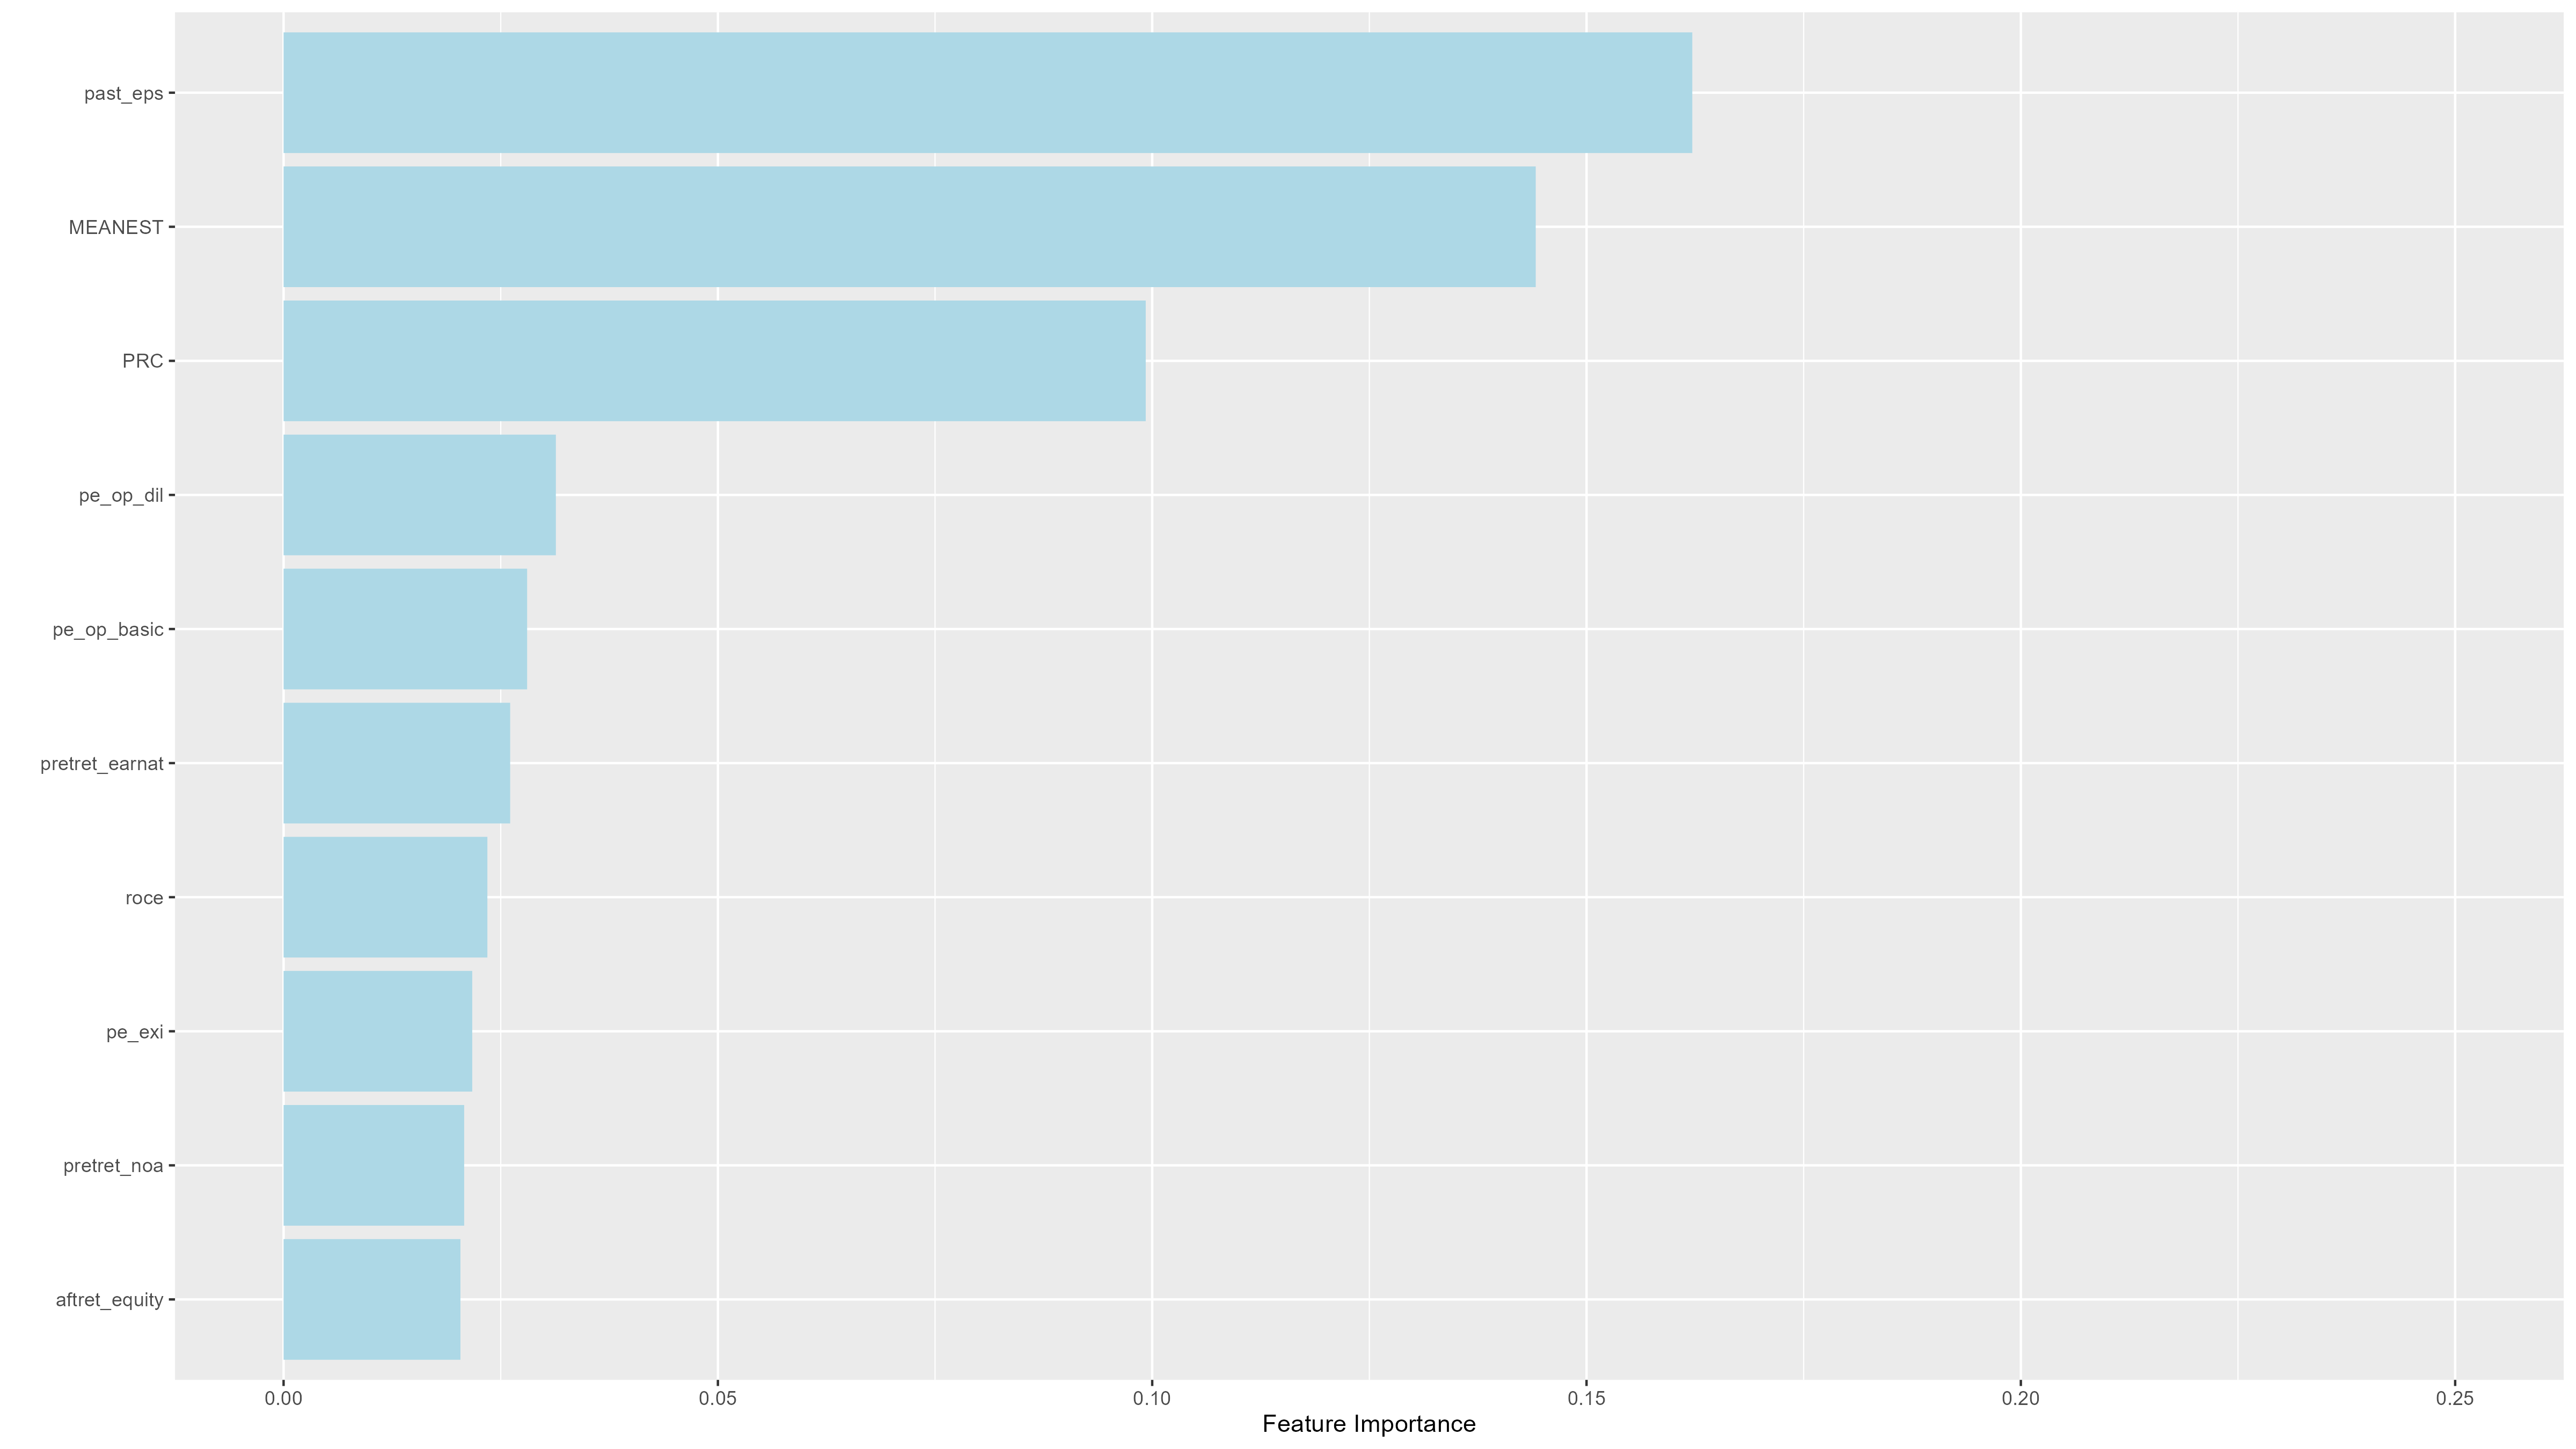 past_eps
MEANEST
PRC
pe_op_dil
pe_op_basic
pretret_earnat
roce
pe_exi
pretret_noa
aftret_equity
0.00 0.05 0.10 0.15 0.20 0.25
Feature Importance